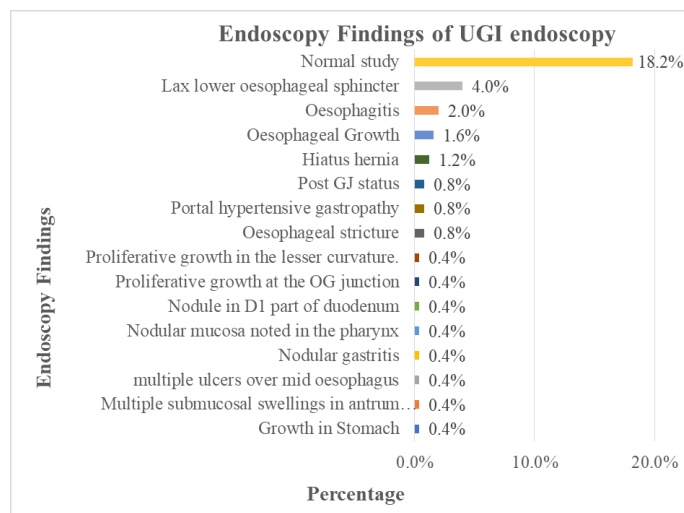 Endoscopy Findings of UGI endoscopy
Normal study 18.2%
Lax lower oesophageal sphincter 4.0%
Oesophagitis 2.0%
Oesophageal Growth 1.6%
Hiatus hernia 1.2%
Post GJ status 0.8%
Portal hypertensive gastropathy 0.8%
Oesophageal stricture 0.8%
Proliferative growth in the lesser curvature. 0.4%
Proliferative growth at the OG junction 0.4%
Nodule in D1 part of duodenum 0.4%
Nodular mucosa noted in the pharynx 0.4%
Nodular gastritis 0.4%
multiple ulcers over mid oesophagus 0.4%
Multiple submucosal swellings in antrum… 0.4%
Growth in Stomach 0.4%
0.0% 10.0% 20.0%
Percentage
Endoscopy Findings